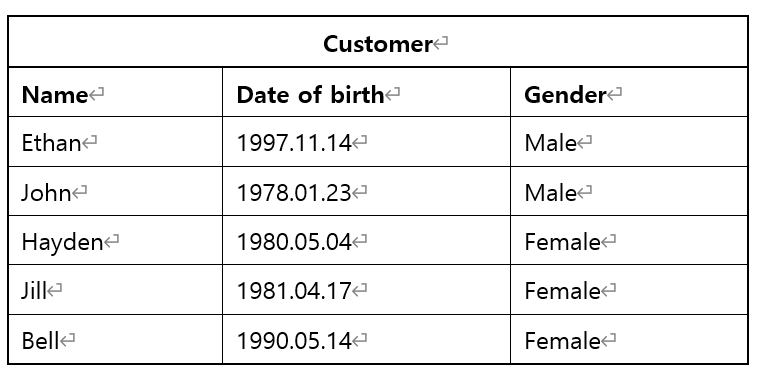 Customer
Name Date of birth Gender
Ethan 1997.11.14 Male
John 1978.01.23 Male
Hayden 1980.05.04 Female
Jill 1981.04.17 Female
Bell 1990.05.14 Female